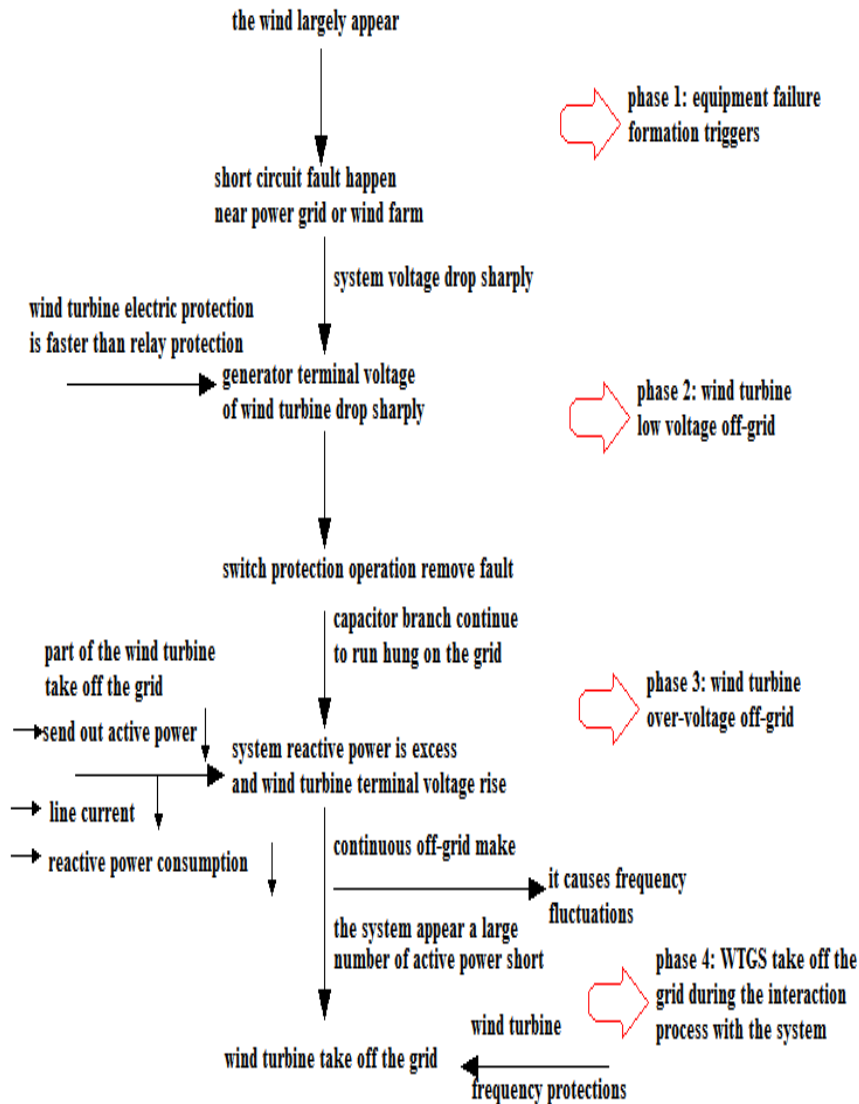 the wind largely appear
phase 1: equipment failure
formation triggers
short circuit fault happen
near power grid or wind farm
system voltage drop sharply
wind turbine electric protection
is faster than relay protection
generator terminal voltage
of wind turbine drop sharply
phase 2: wind turbine
low voltage off-grid
switch protection operation remove fault
capacitor branch continue
to run hung on the grid
part of the wind turbine
take off the grid
phase 3: wind turbine
over-voltage off-grid
send out active power
system reactive power is excess
and wind turbine terminal voltage rise
line current
reactive power consumption
continuous off-grid make
it causes frequency
fluctuations
the system appear a large
number of active power short
phase 4: WTGS take off the
grid during the interaction
process with the system
wind turbine
wind turbine take off the grid
frequency protections